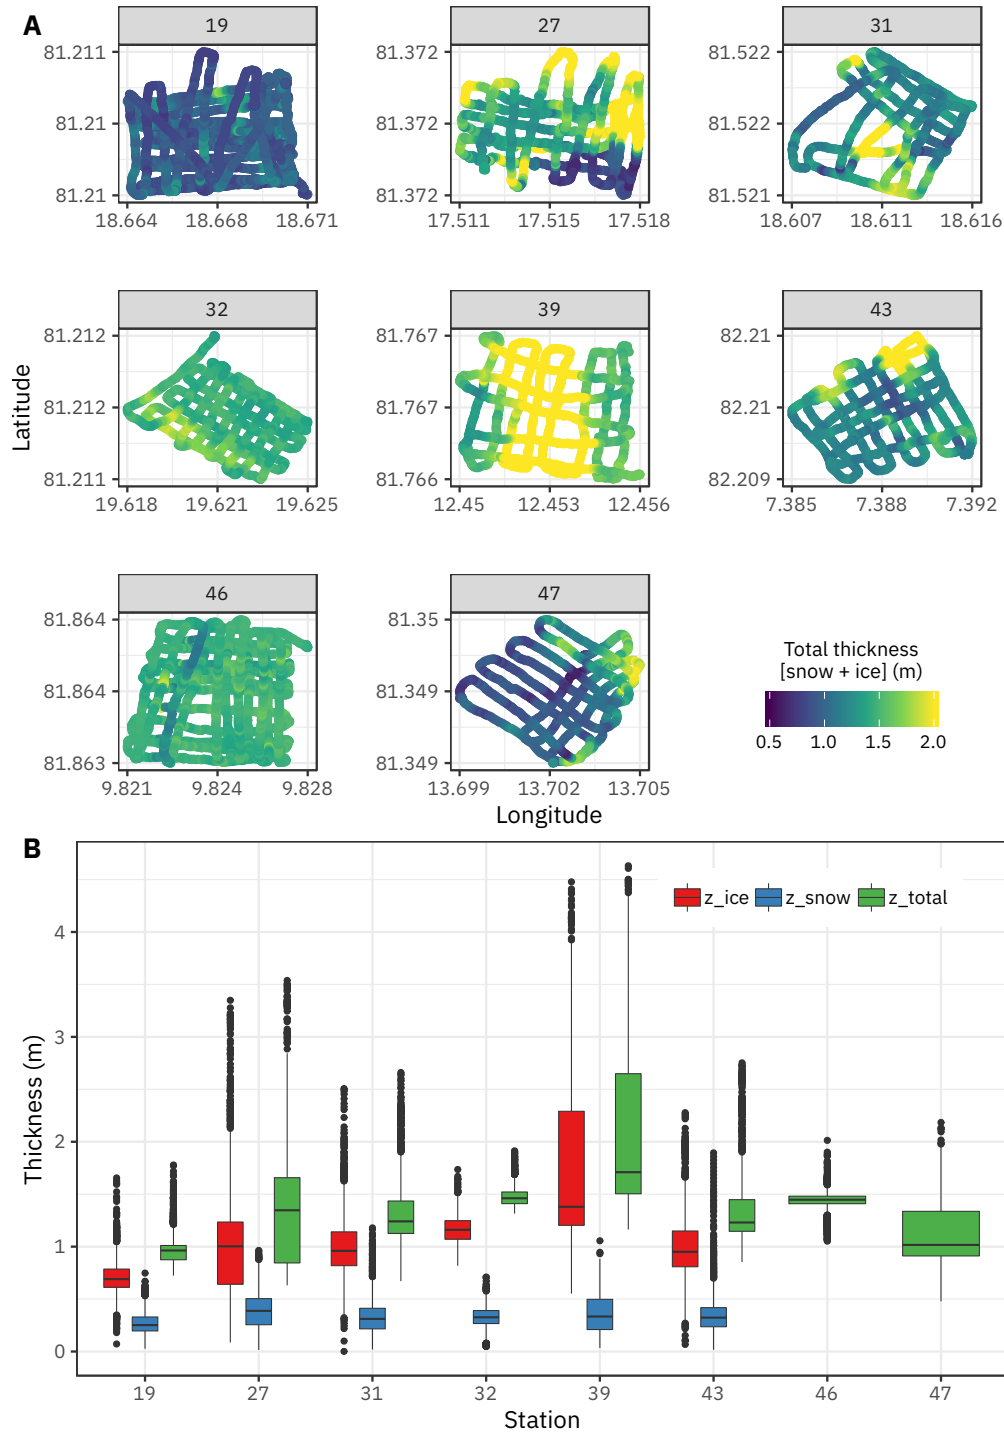 A
19
27
31
81.211
81.21
81.21
18.664 18.668 18.671
81.372
81.372
81.372
17.511 17.515 17.518
81.522
81.522
81.521
18.607 18.611 18.616
32
39
43
81.212
81.212
81.211
19.618 19.621 19.625
81.767
81.767
81.766
12.45 12.453 12.456
82.21
82.21
82.209
7.385 7.388 7.392
Latitude
46
47
81.864
81.864
81.863
9.821 9.824 9.828
81.35
81.349
81.349
13.699 13.702 13.705
Total thickness
[snow + ice] (m)
0.5 1.0 1.5 2.0
Longitude
B
z_ice z_snow z_total
Thickness (m)
4
3
2
1
0
19 27 31 32 39 43 46 47
Station